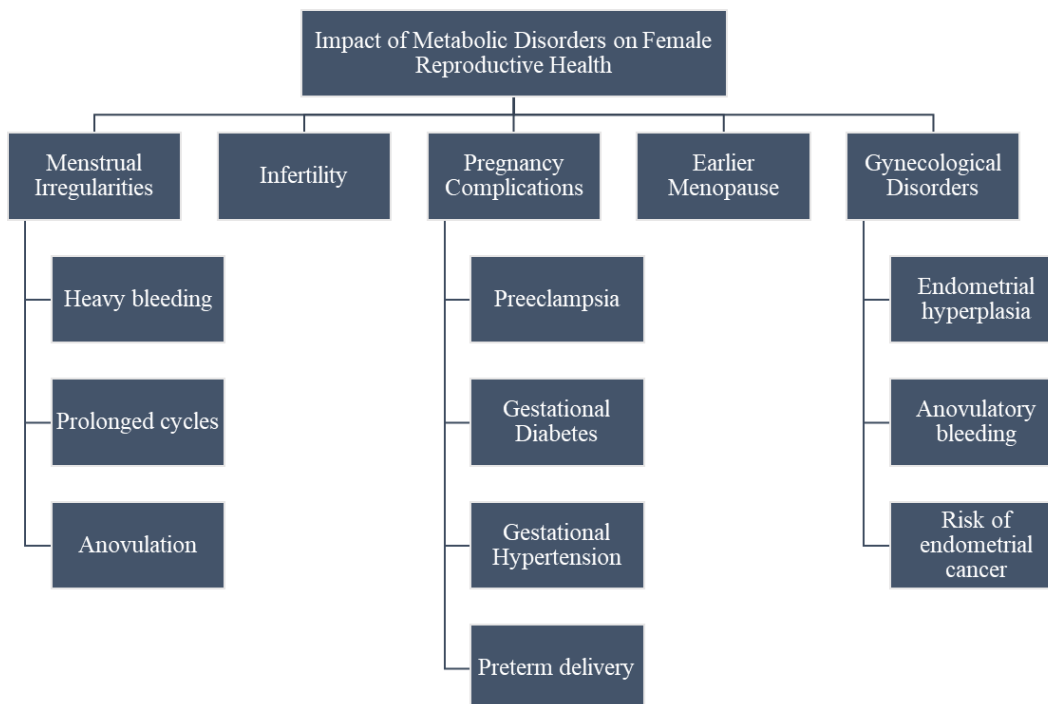 Impact of Metabolic Disorders on Female
Reproductive Health
Menstrual
Irregularities
Infertility
Pregnancy
Complications
Earlier
Menopause
Gynecological
Disorders
Heavy bleeding
Prolonged cycles
Anovulation
Preeclampsia
Gestational
Diabetes
Gestational
Hypertension
Preterm delivery
Endometrial
hyperplasia
Anovulatory
bleeding
Risk of
endometrial
cancer